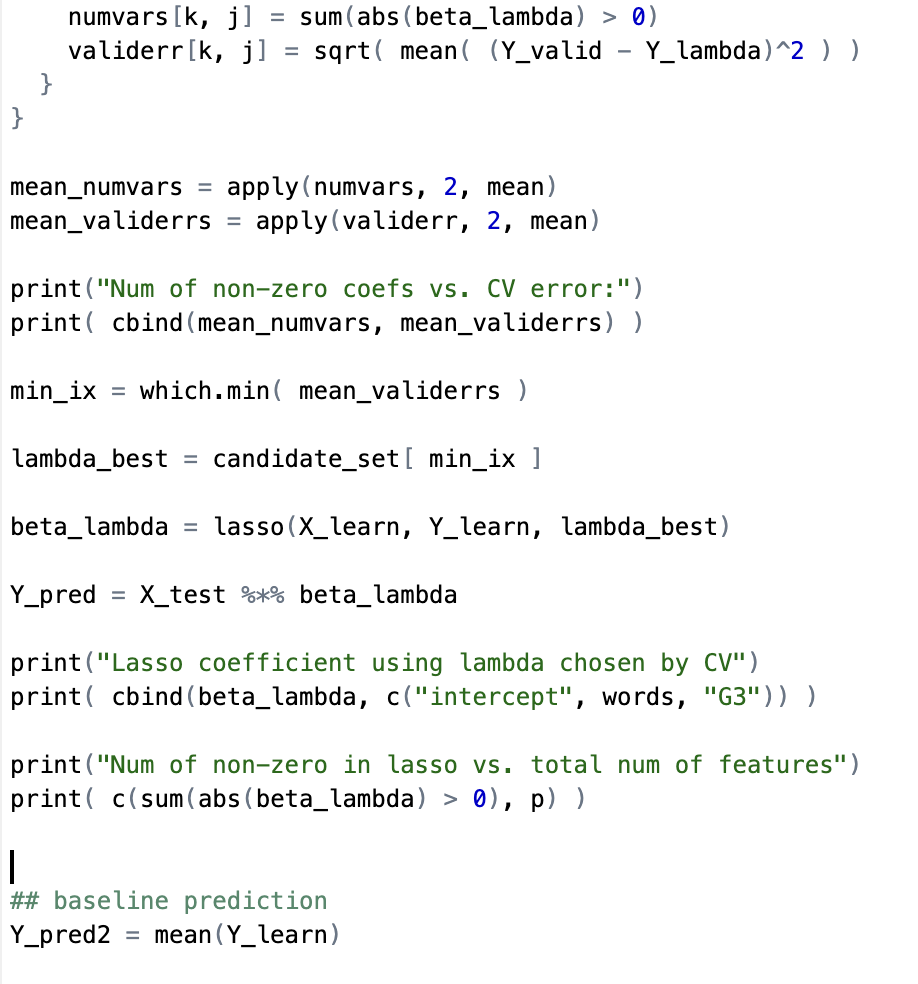 numvars[k, j] = sum(abs(beta_lambda) > 0)
validerr[k, j] = sqrt( mean( (Y_valid − Y_lambda)^2 ) )
}
}
mean_numvars = apply(numvars, 2, mean)
mean_validerrs = apply(validerr, 2, mean)
print("Num of non−zero coefs vs. CV error:")
print( cbind(mean_numvars, mean_validerrs) )
min_ix = which.min( mean_validerrs )
lambda_best = candidate_set[ min_ix ]
beta_lambda = lasso(X_learn, Y_learn, lambda_best)
Y_pred = X_test %*% beta_lambda
print("Lasso coefficient using lambda chosen by CV")
print( cbind(beta_lambda, c("intercept", words, "G3")) )
print("Num of non−zero in lasso vs. total num of features")
print( c(sum(abs(beta_lambda) > 0), p) )
## baseline prediction
Y_pred2 = mean(Y_learn)